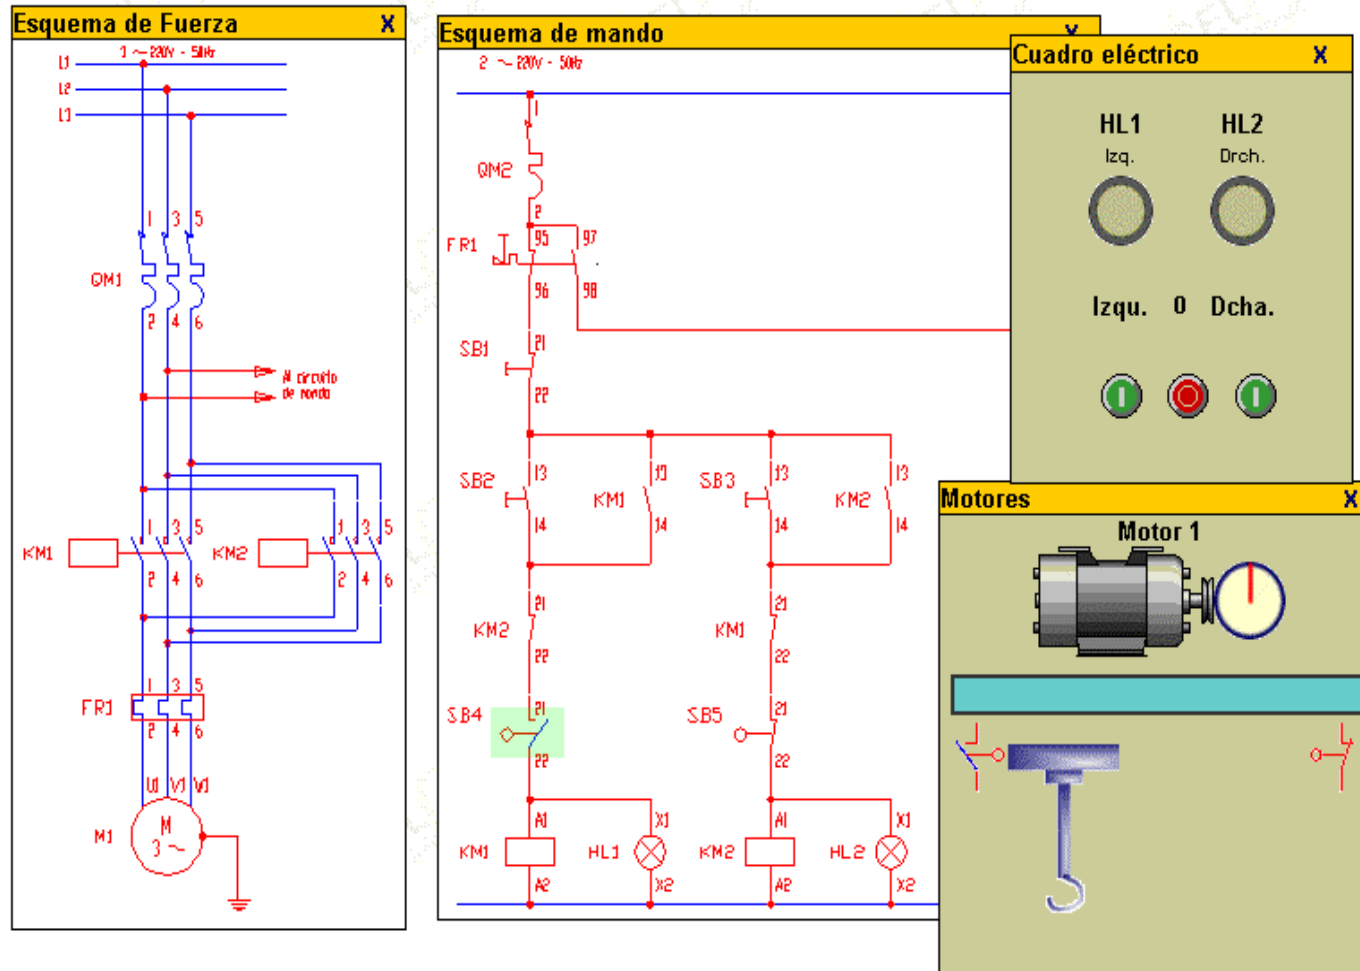 Esquema de Fuerza X
3 ~ 220V - 50Hz
L1
L2
L3
1 3 5
QM1
2 4 6
Al circuito
de mando
1 3 5 1 3 5
KM1 KM2
2 4 6 2 4 6
1 3 5
FR1
2 4 6
U1 V1 W1
M1 M
3 ~
Esquema de mando X
2 ~ 220V - 50Hz
1
QM2
2
FR1 95 97
96 98
SB1 21
22
SB2 13 KM1 13 SB3 13 KM2 13
14 14 14 14
KM2 21 KM1 21
22 22
SB4 21 SB5 21
22 22
A1 X1 A1 X1
KM1 HL1 KM2 HL2
A2 X2 A2 X2
Cuadro eléctrico X
HL1 HL2
Izq. Drch.
Izqu. 0 Dcha.
Motores X
Motor 1